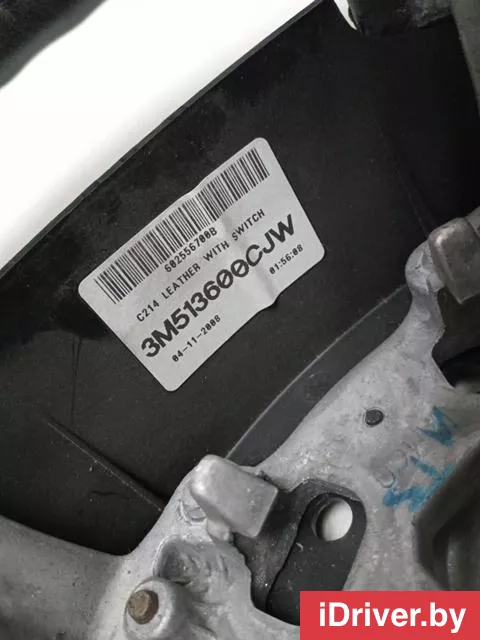 602556700B
C214 LEATHER WITH SWITCH
3M513600CJW
04-11-2008
01:56:08
iDriver.by